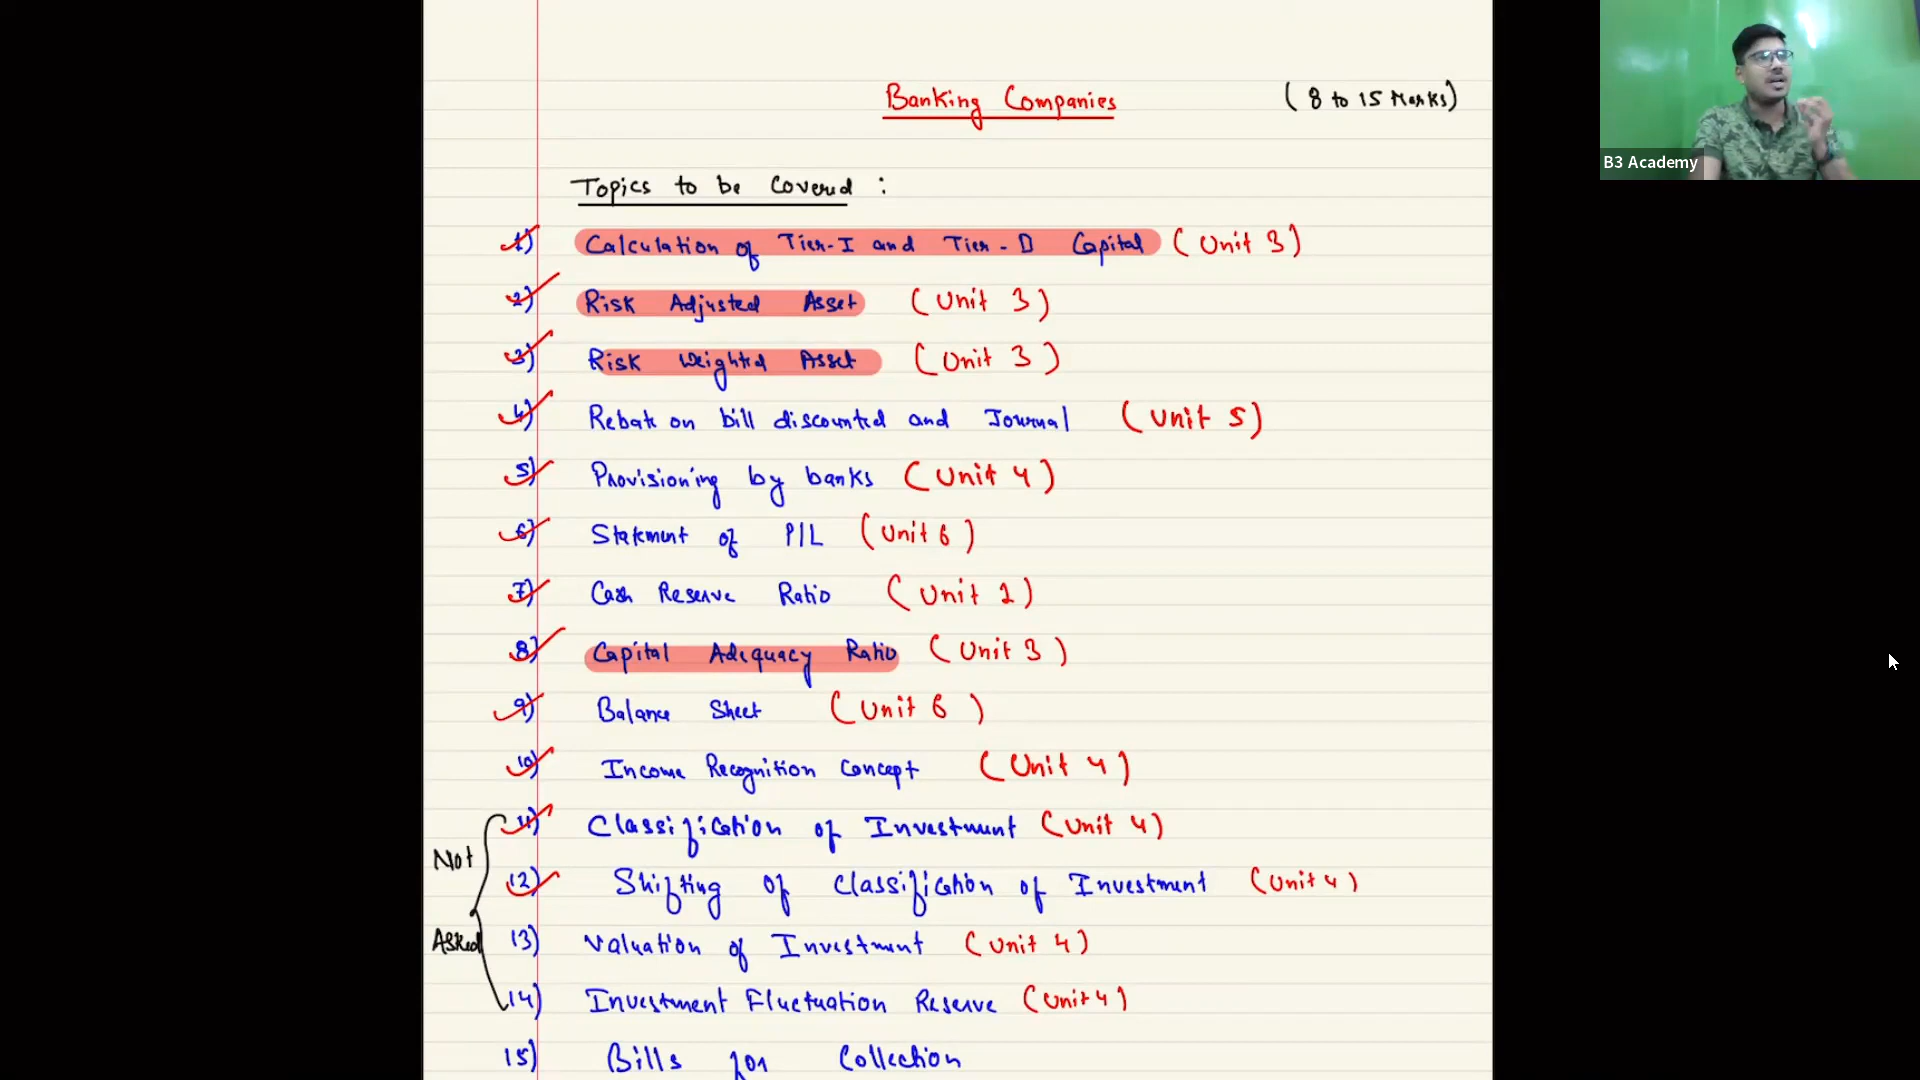 Banking Companies (8 to 15 Marks)
B3 Academy
Topics to be Covered :
1) Calculation of Tier-I and Tier-II Capital (Unit 3)
2) Risk Adjusted Asset (Unit 3)
3) Risk Weighted Asset (Unit 3)
4) Rebate on bill discounted and Journal (Unit 5)
5) Provisioning by banks (Unit 4)
6) Statement of P/L (Unit 6)
7) Cash Reserve Ratio (Unit 2)
8) Capital Adequacy Ratio (Unit 3)
9) Balance Sheet (Unit 6)
10) Income Recognition Concept (Unit 4)
11) Classification of Investment (Unit 4)
Not
12) Shifting of Classification of Investment (Unit 4)
Asked
13) Valuation of Investment (Unit 4)
14) Investment Fluctuation Reserve (Unit 4)
15) Bills for Collection